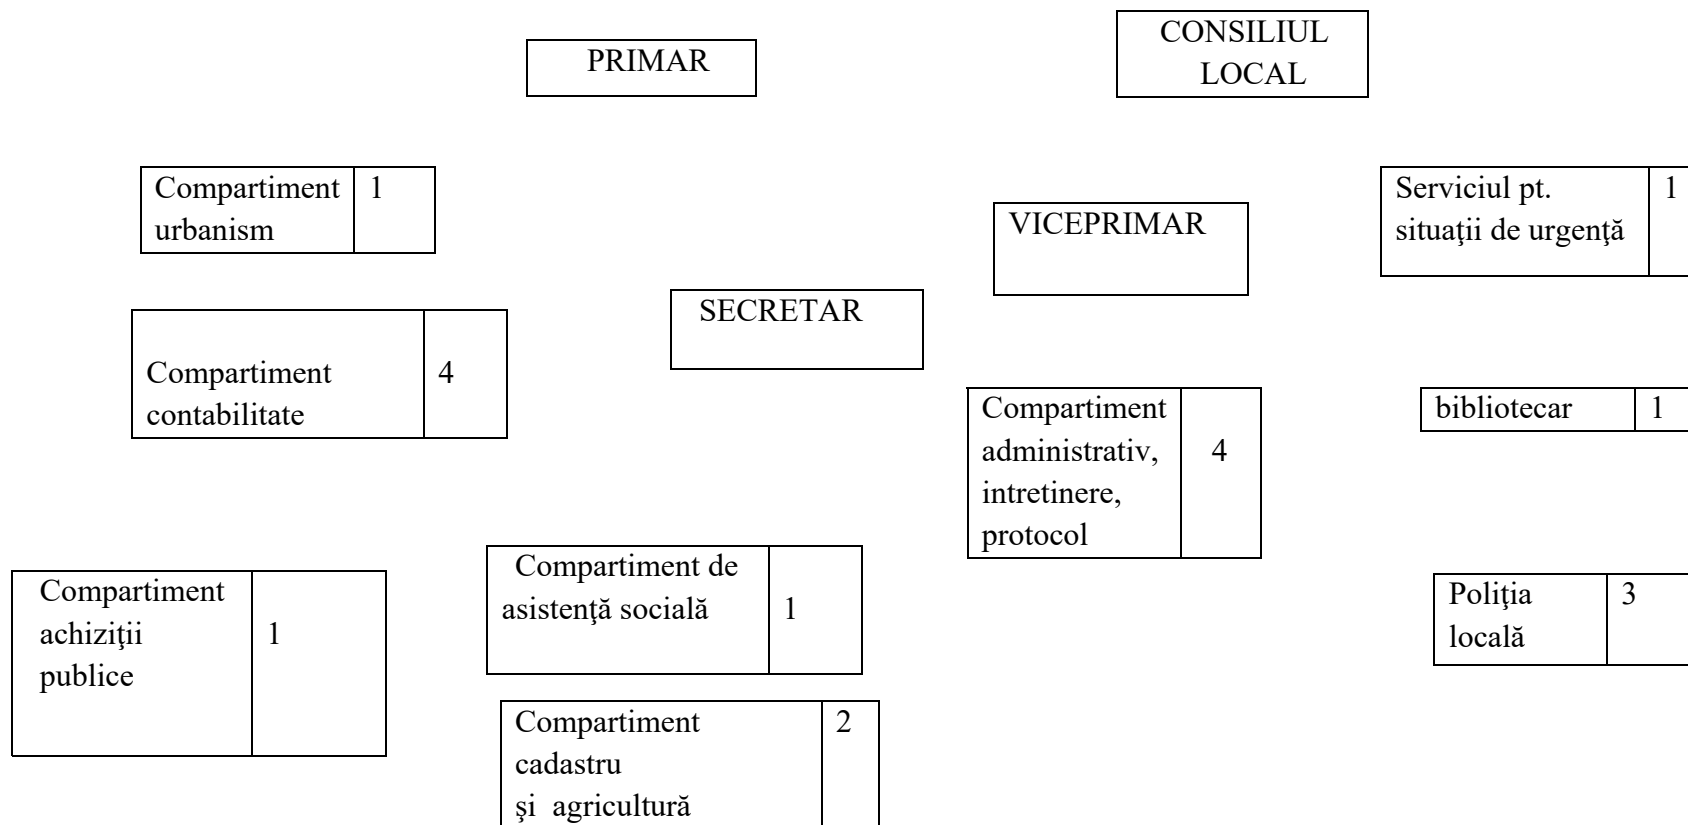 PRIMAR
CONSILIUL
LOCAL
Compartiment 1
urbanism
VICEPRIMAR
Serviciul pt. 1
situaţii de urgenţă
SECRETAR
Compartiment 4
contabilitate
Compartiment
administrativ, 4
intretinere,
protocol
bibliotecar 1
Compartiment
achiziţii 1
publice
Compartiment de
asistenţă socială 1
Poliţia 3
locală
Compartiment 2
cadastru
şi agricultură